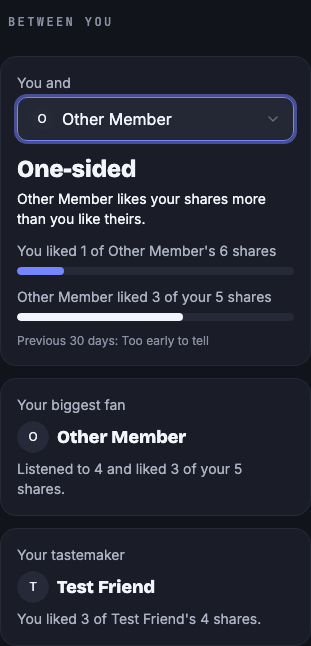 BETWEEN YOU
You and
O Other Member
One-sided
Other Member likes your shares more
than you like theirs.
You liked 1 of Other Member's 6 shares
Other Member liked 3 of your 5 shares
Previous 30 days: Too early to tell
Your biggest fan
O Other Member
Listened to 4 and liked 3 of your 5
shares.
Your tastemaker
T Test Friend
You liked 3 of Test Friend's 4 shares.